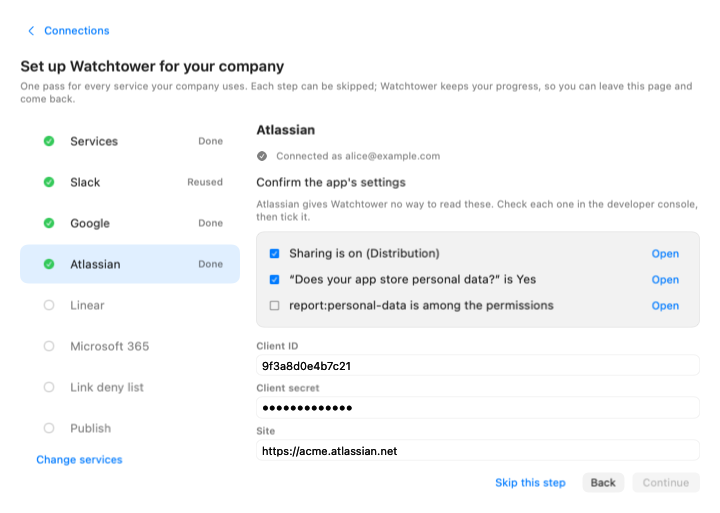 Connections
Set up Watchtower for your company
One pass for every service your company uses. Each step can be skipped; Watchtower keeps your progress, so you can leave this page and
come back.
Services Done
Slack Reused
Google Done
Atlassian Done
Linear
Microsoft 365
Link deny list
Publish
Change services
Atlassian
Connected as alice@example.com
Confirm the app's settings
Atlassian gives Watchtower no way to read these. Check each one in the developer console,
then tick it.
Sharing is on (Distribution) Open
“Does your app store personal data?” is Yes Open
report:personal-data is among the permissions Open
Client ID
9f3a8d0e4b7c21
Client secret
•••••••••••••
Site
https://acme.atlassian.net
Skip this step Back Continue